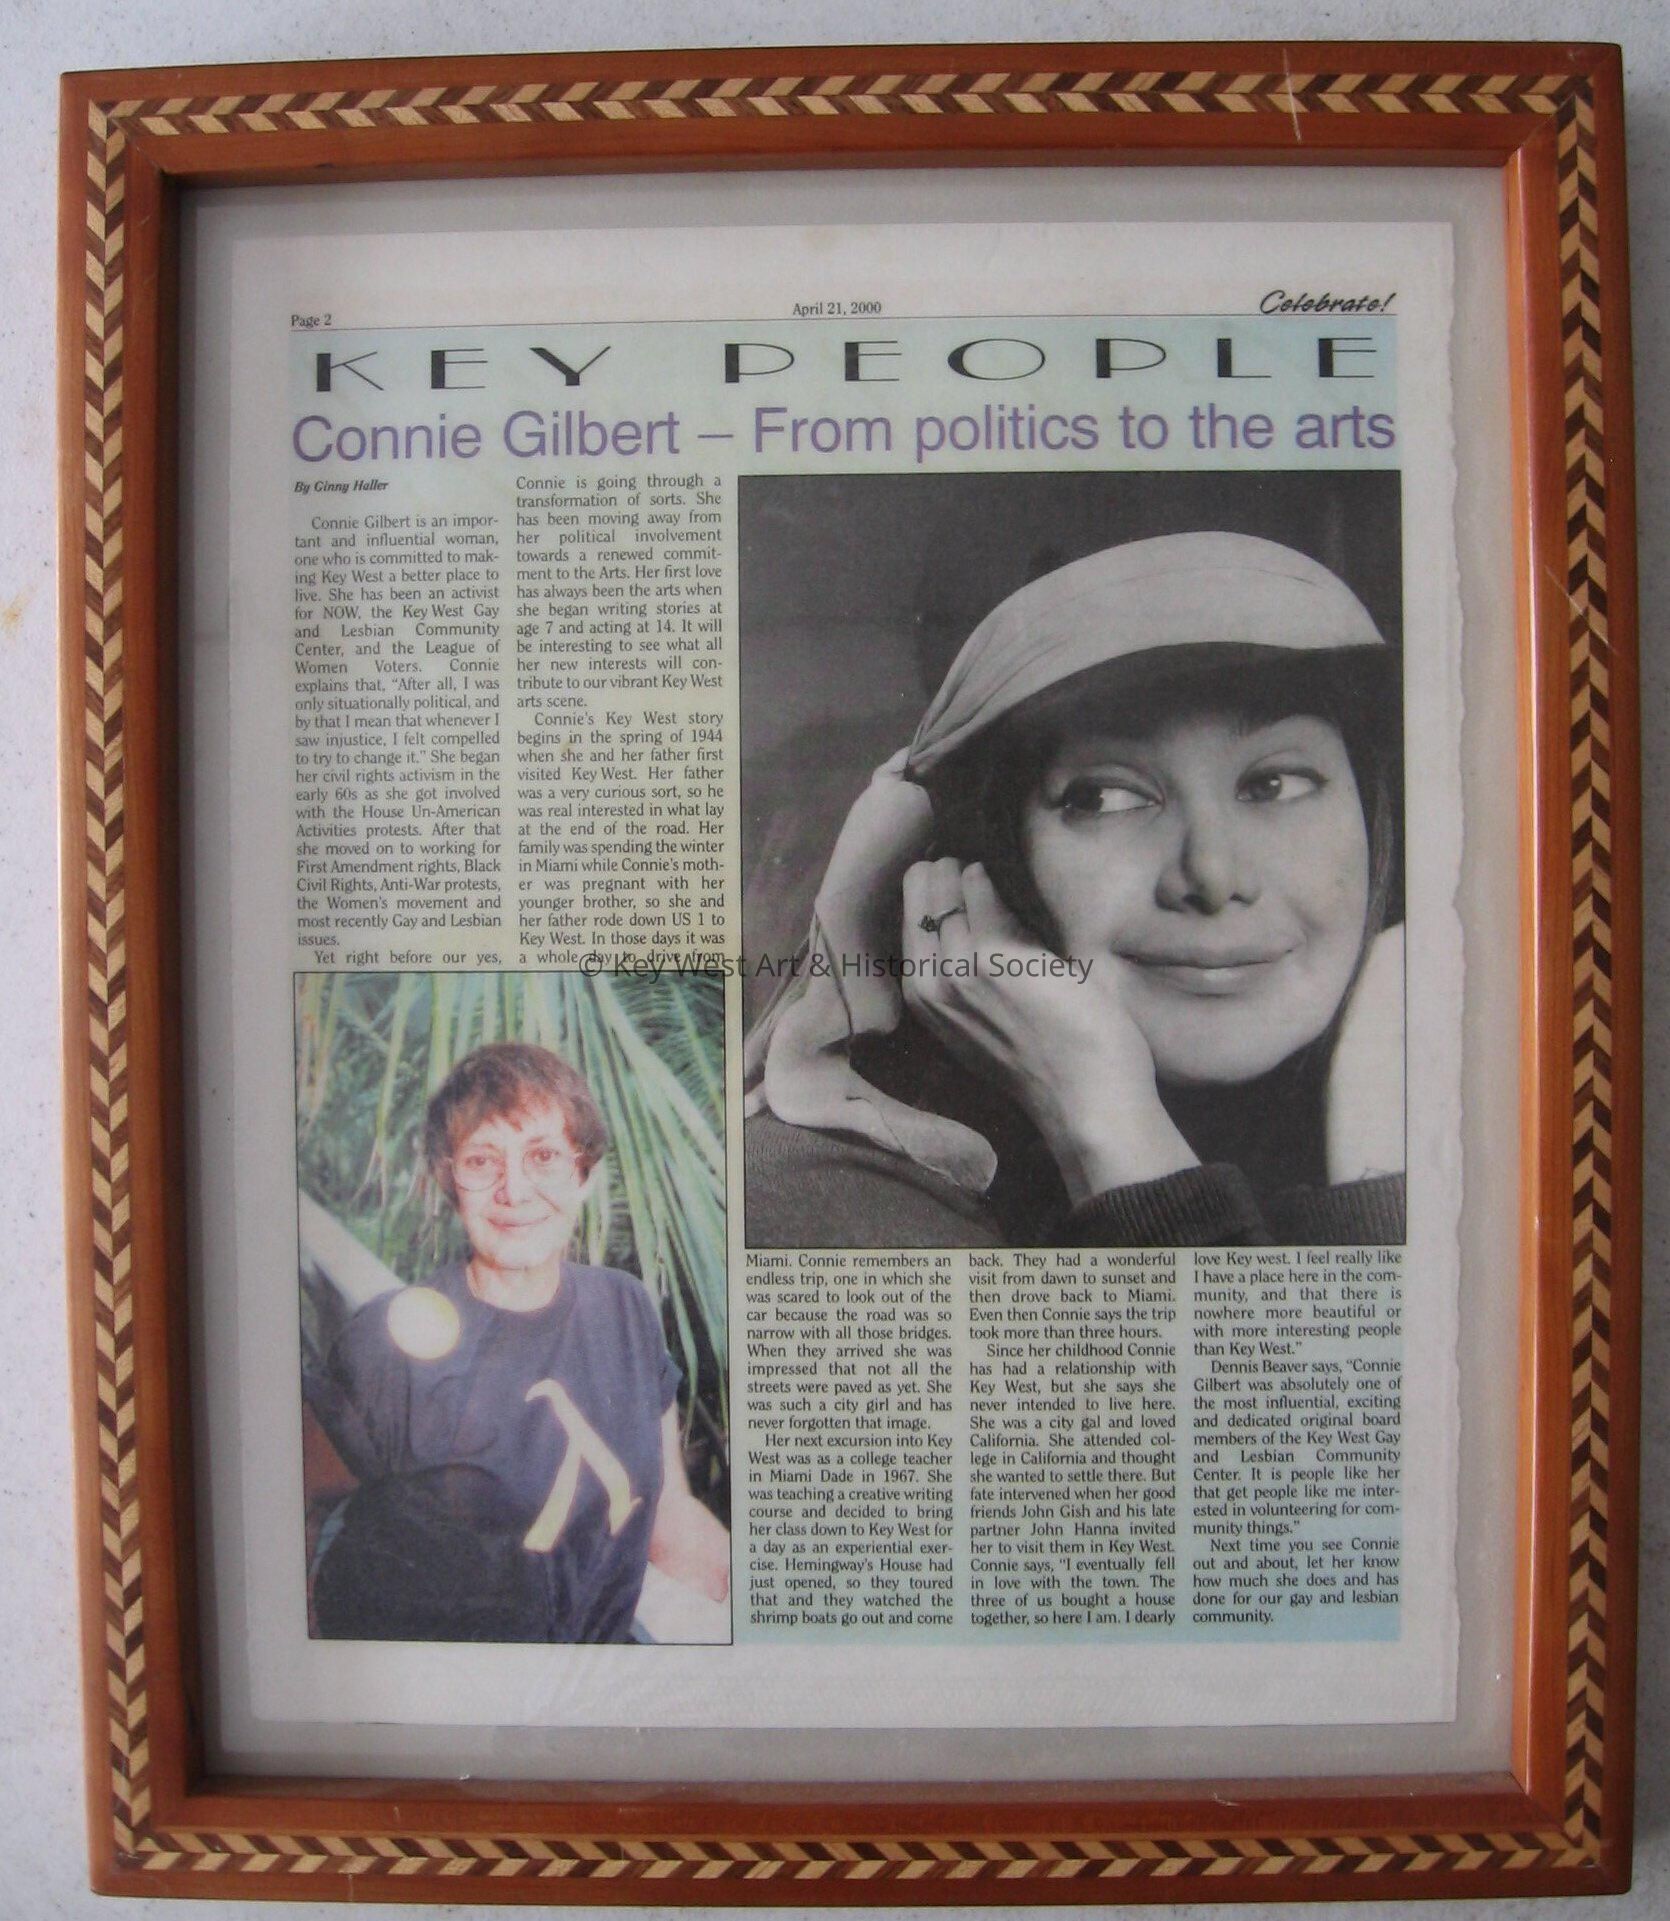 Page 2
April 21, 2000
Celebrate!
KEY PEOPLE
Connie Gilbert – From politics to the arts
By Ginny Haller
Connie Gilbert is an impor-
tant and influential woman,
one who is committed to mak-
ing Key West a better place to
live. She has been an activist
for NOW, the Key West Gay
and Lesbian Community
Center, and the League of
Women Voters. Connie
explains that, “After all, I was
only situationally political, and
by that I mean that whenever I
saw injustice, I felt compelled
to try to change it.” She began
her civil rights activism in the
early 60s as she got involved
with the House Un-American
Activities protests. After that
she moved on to working for
First Amendment rights, Black
Civil Rights, Anti-War protests,
the Women's movement and
most recently Gay and Lesbian
issues.
Yet right before our yes,
Connie is going through a
transformation of sorts. She
has been moving away from
her political involvement
towards a renewed commit-
ment to the Arts. Her first love
has always been the arts when
she began writing stories at
age 7 and acting at 14. It will
be interesting to see what all
her new interests will con-
tribute to our vibrant Key West
arts scene.
Connie's Key West story
begins in the spring of 1944
when she and her father first
visited Key West. Her father
was a very curious sort, so he
was real interested in what lay
at the end of the road. Her
family was spending the winter
in Miami while Connie's moth-
er was pregnant with her
younger brother, so she and
her father rode down US 1 to
Key West. In those days it was
a whole day to drive from
© Key West Art & Historical Society
Miami. Connie remembers an
endless trip, one in which she
was scared to look out of the
car because the road was so
narrow with all those bridges.
When they arrived she was
impressed that not all the
streets were paved as yet. She
was such a city girl and has
never forgotten that image.
Her next excursion into Key
West was as a college teacher
in Miami Dade in 1967. She
was teaching a creative writing
course and decided to bring
her class down to Key West for
a day as an experiential exer-
cise. Hemingway's House had
just opened, so they toured
that and they watched the
shrimp boats go out and come
back. They had a wonderful
visit from dawn to sunset and
then drove back to Miami.
Even then Connie says the trip
took more than three hours.
Since her childhood Connie
has had a relationship with
Key West, but she says she
never intended to live here.
She was a city gal and loved
California. She attended col-
lege in California and thought
she wanted to settle there. But
fate intervened when her good
friends John Gish and his late
partner John Hanna invited
her to visit them in Key West.
Connie says, “I eventually fell
in love with the town. The
three of us bought a house
together, so here I am. I dearly
love Key west. I feel really like
I have a place here in the com-
munity, and that there is
nowhere more beautiful or
with more interesting people
than Key West.”
Dennis Beaver says, “Connie
Gilbert was absolutely one of
the most influential, exciting
and dedicated original board
members of the Key West Gay
and Lesbian Community
Center. It is people like her
that get people like me inter-
ested in volunteering for com-
munity things.”
Next time you see Connie
out and about, let her know
how much she does and has
done for our gay and lesbian
community.
λ